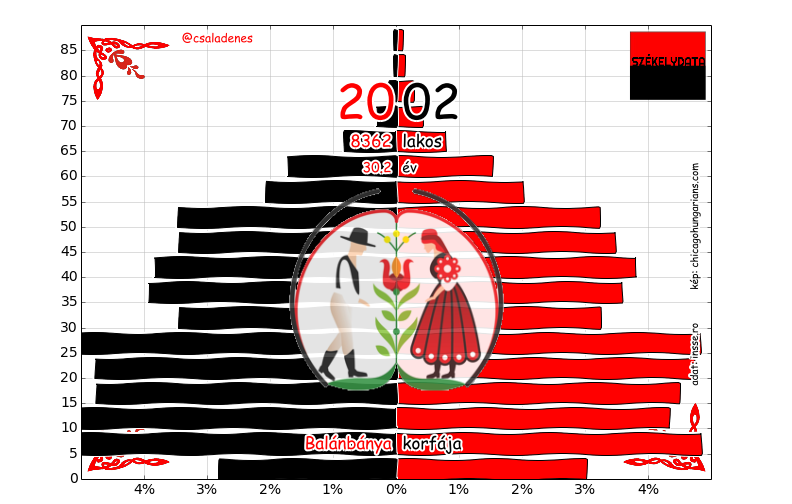 @csaladenes
SZÉKELYDATA
2002
8362 lakos
30.2 év
kép: chicagohungarians.com
adat: insse.ro
Balánbánya korfája
85
80
75
70
65
60
55
50
45
40
35
30
25
20
15
10
5
0
4% 3% 2% 1% 0% 1% 2% 3% 4%